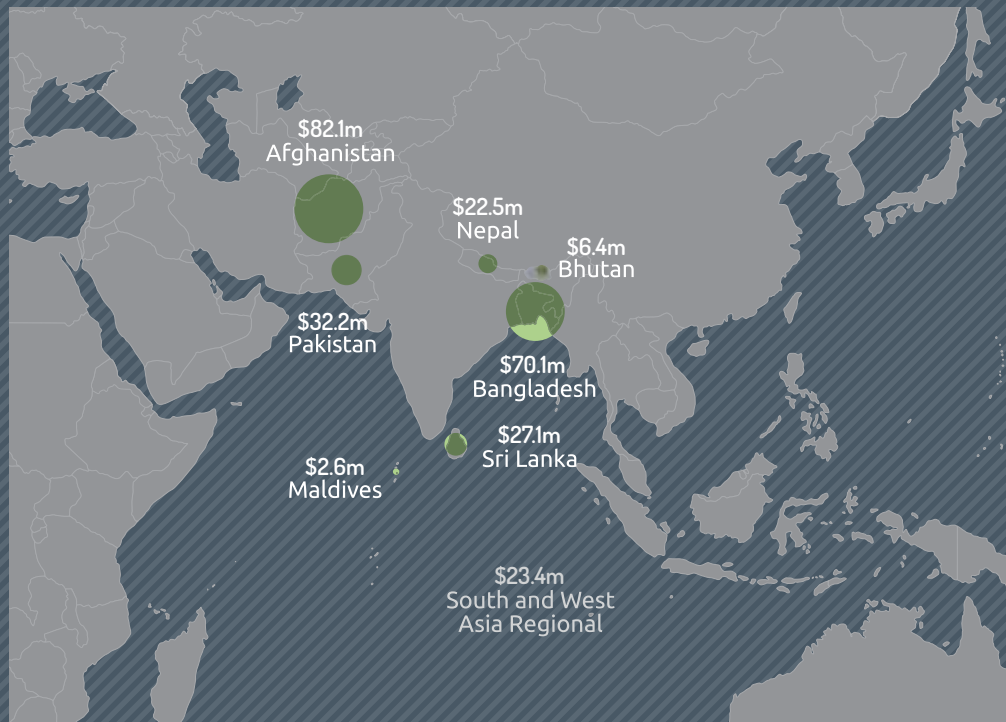 $82.1m
Afghanistan
$22.5m
Nepal
$6.4m
Bhutan
$32.2m
Pakistan
$70.1m
Bangladesh
$27.1m
Sri Lanka
$2.6m
Maldives
$23.4m
South and West
Asia Regional